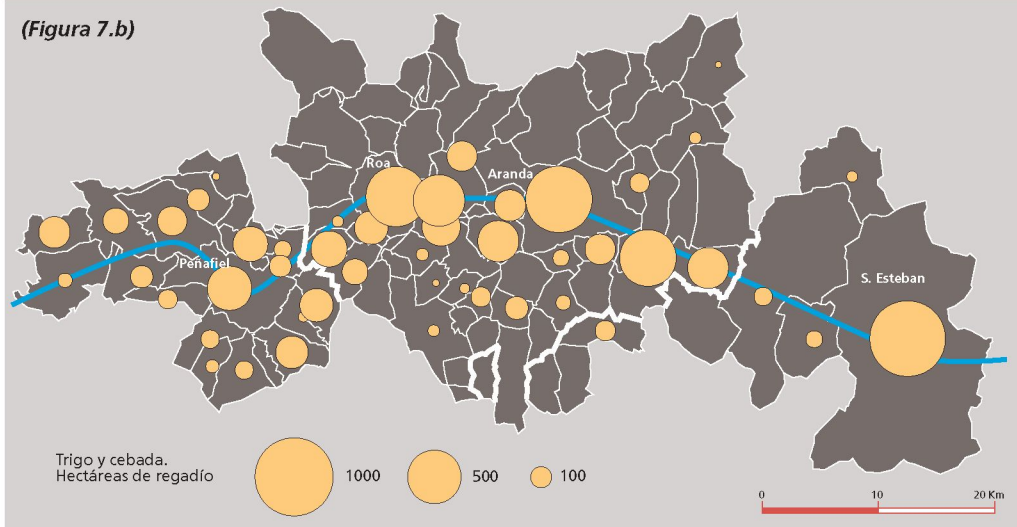 (Figura 7.b)
Roa
Aranda
Peñafiel
S. Esteban
Trigo y cebada.
Hectáreas de regadío
1000
500
100
0
10
20 Km